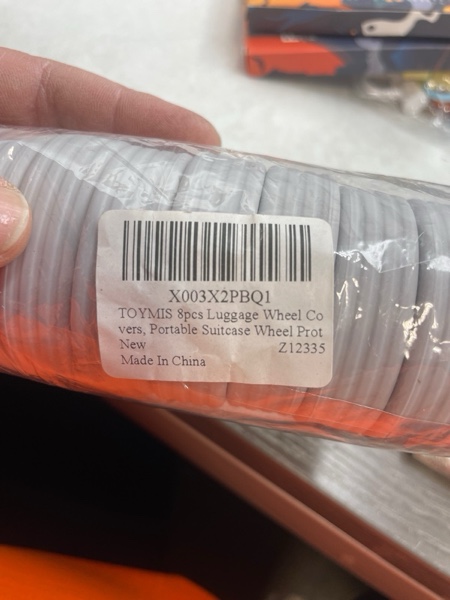 X003X2PBQ1
TOYMIS 8pcs Luggage Wheel Co
vers, Portable Suitcase Wheel Prot
New Z12335
Made In China